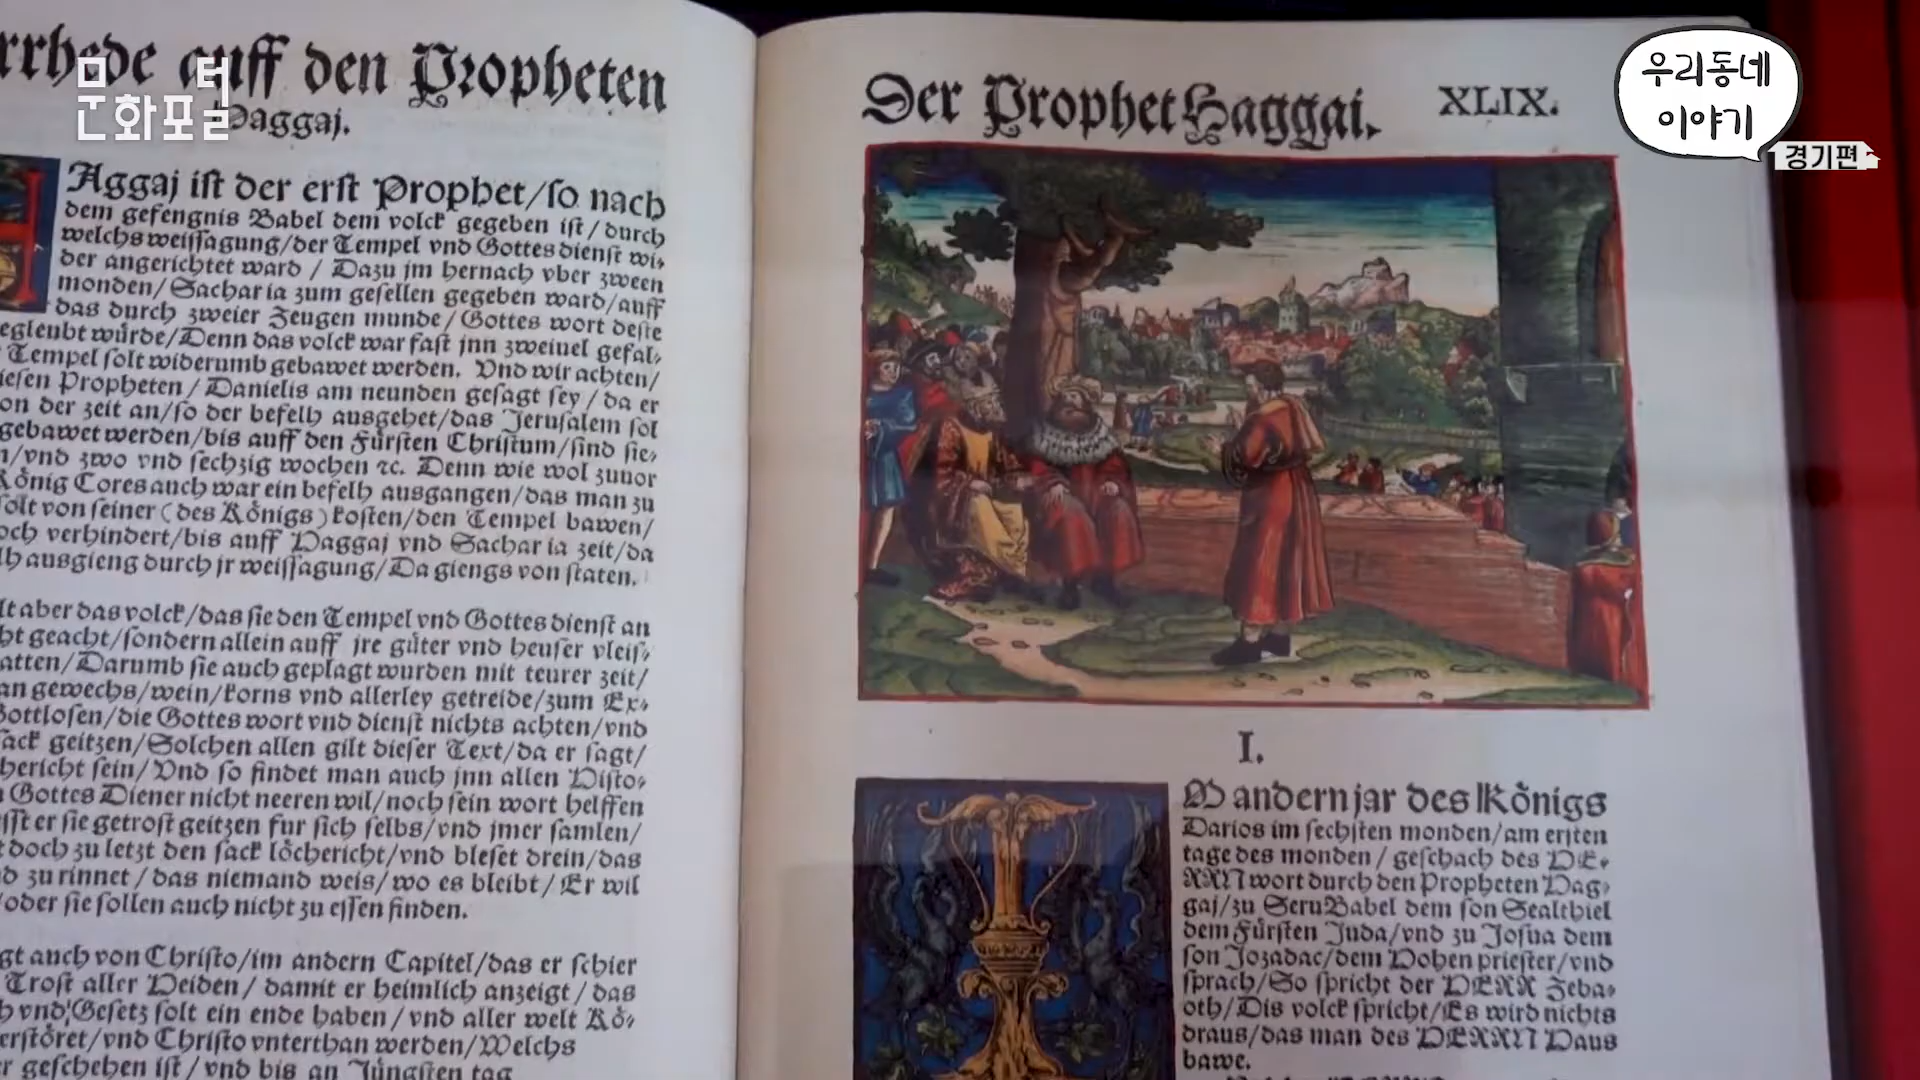 문화포털
우리동네
이야기
경기편
auff den Propheten
Haggaj.
HAggaj ist der erst Prophet/so nach
dem gefengnis Babel dem volck gegeben ist/durch
welchs weissagung/der Tempel vnd Gottesdienst wi-
der angerichtet ward / Dazu jm hernach vber zween
monden/Sacharia zum gesellen gegeben ward/auff
das durch zweier Zeugen munde/Gottes wort deste
egleubt würde/Denn das volck war fast jnn zweiuel gefal-
Tempel solt widerumb gebawet werden. Vnd wir achten/
iesen Propheten/Danielis am neunden gesagt sey/da er
on der zeit an/so der befelh ausgehet/das Jerusalem sol
gebawet werden/bis auff den Fürsten Christum/sind sie-
n/vnd zwo vnd sechzig wochen ꝛc. Denn wie wol zuuor
König Cores auch war ein befelh ausgangen/das man zu
solt von seiner (des Königs) kosten/den Tempel bawen/
och verhindert/bis auff Haggaj vnd Sacharia zeit/da
lh ausgieng durch jr weissagung/Da giengs von staten.
lt aber das volck/das sie den Tempel vnd Gottesdienst an
ht geacht/sondern allein auff jre güter vnd heuser vleis-
atten/Darumb sie auch geplagt wurden mit teurer zeit/
an gewechs/wein/korns vnd allerley getreide/zum Ex-
Gottlosen/die Gottes wort vnd dienst nichts achten/vnd
sack geitzen/Solchen allen gilt dieser Text/da er sagt/
hericht sein/Vnd so findet man auch jnn allen Histo-
Gottes Diener nicht neeren wil/noch sein wort helffen
sst er sie getrost geitzen fur sich selbs/vnd jmer samlen/
doch zu letzt den sack löchericht/vnd bleset drein/das
zu rinnet/das niemand weis/wo es bleibt/Er wil
oder sie sollen auch nicht zu essen finden.
gt auch von Christo/im andern Capitel/das er schier
Trost aller Heiden/damit er heimlich anzeigt/das
vnd Gesetz solt ein ende haben/vnd aller welt Kö-
erstöret/vnd Christo vnterthan werden/Welchs
er geschehen ist/vnd bis an Jüngsten tag
Der Prophet Haggai. XLIX.
I.
M andern jar des Königs
Darios im sechsten monden/am ersten
tage des monden/geschach des HE-
RRN wort durch den Propheten Hag-
gaj/zu SeruBabel dem son Sealthiel
dem Fürsten Juda/vnd zu Josua dem
son Jozadac/dem Hohen priester/vnd
sprach/So spricht der HERR Zeba-
oth/Dis volck spricht/Es wird nichts
draus/das man des HERRN Haus
bawe.